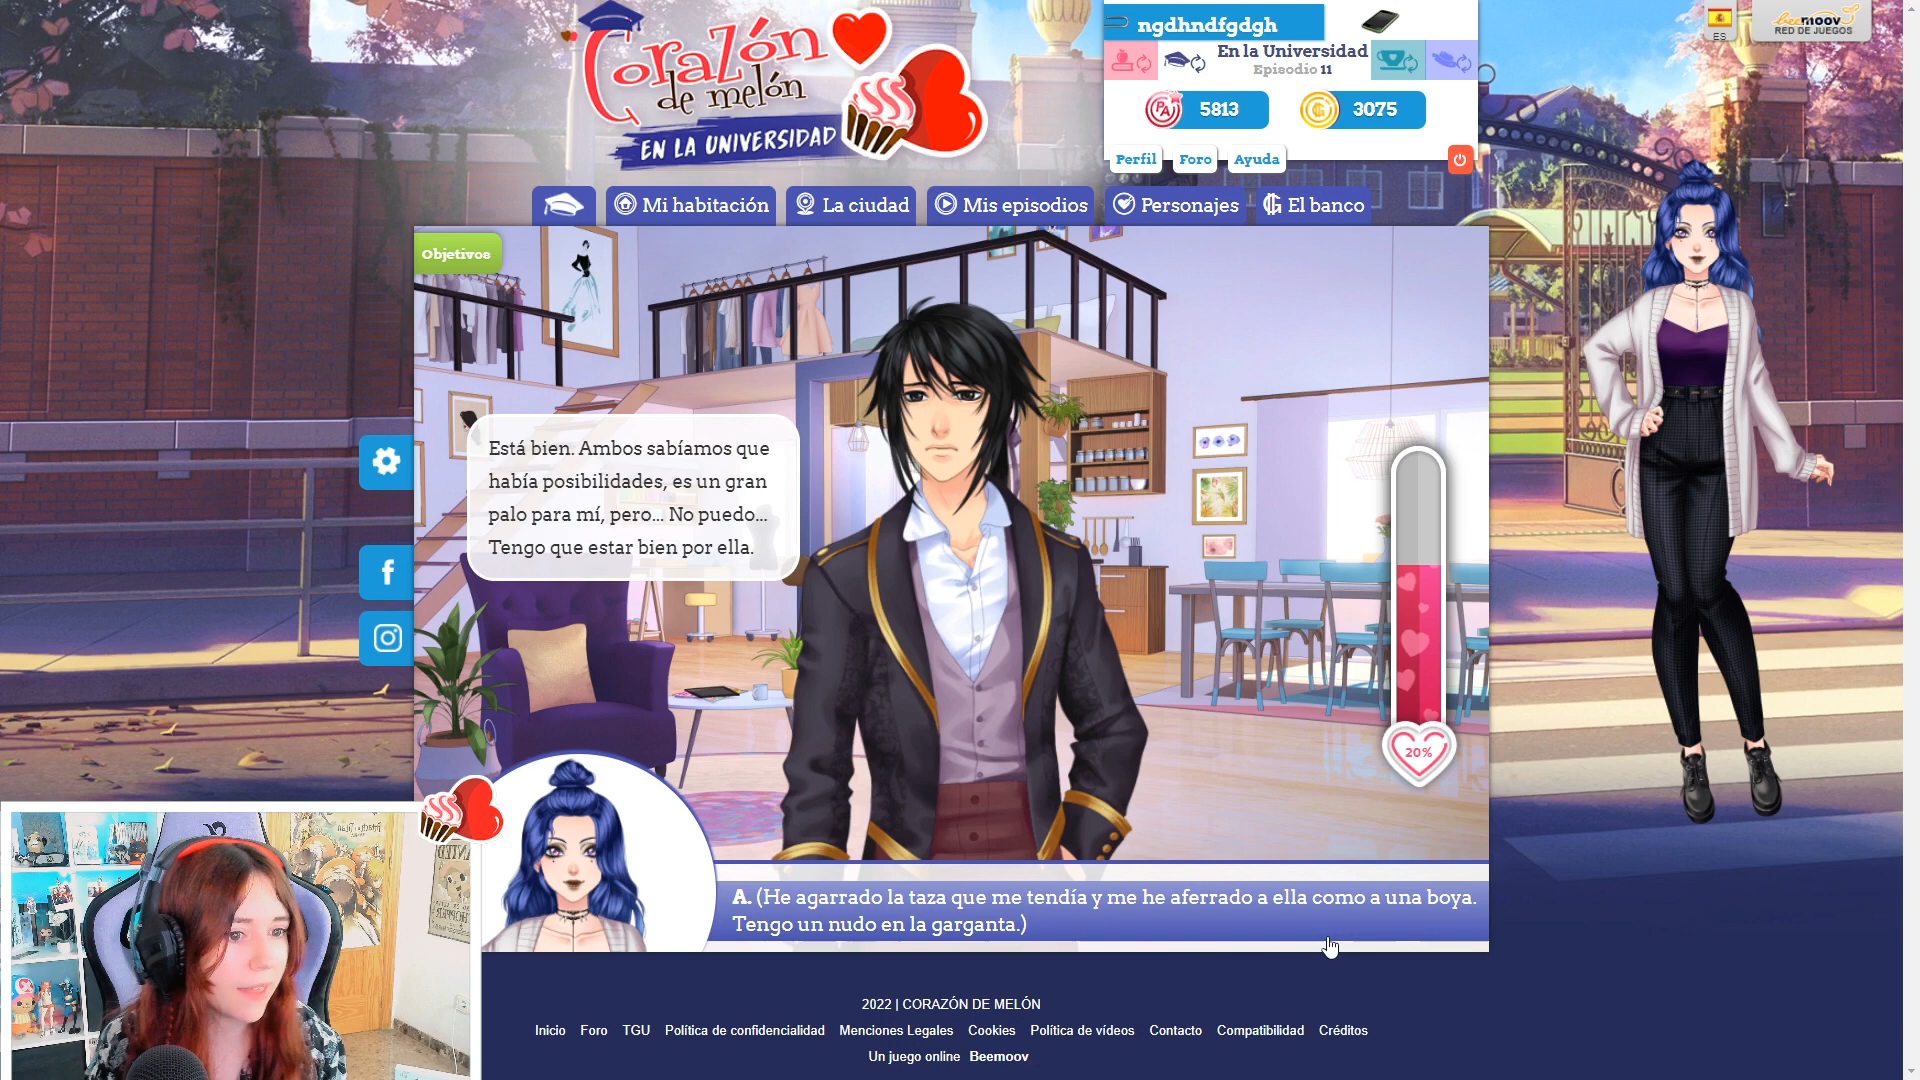 Corazón
de melón
EN LA UNIVERSIDAD
ngdhndfgdgh
En la Universidad
Episodio 11
PA 5813
3075
Perfil Foro Ayuda
ES
beemoov
RED DE JUEGOS
Mi habitación La ciudad Mis episodios Personajes El banco
Objetivos
Está bien. Ambos sabíamos que
había posibilidades, es un gran
palo para mí, pero... No puedo...
Tengo que estar bien por ella.
20%
A. (He agarrado la taza que me tendía y me he aferrado a ella como a una boya.
Tengo un nudo en la garganta.)
2022 | CORAZÓN DE MELÓN
Inicio Foro TGU Política de confidencialidad Menciones Legales Cookies Política de vídeos Contacto Compatibilidad Créditos
Un juego online Beemoov